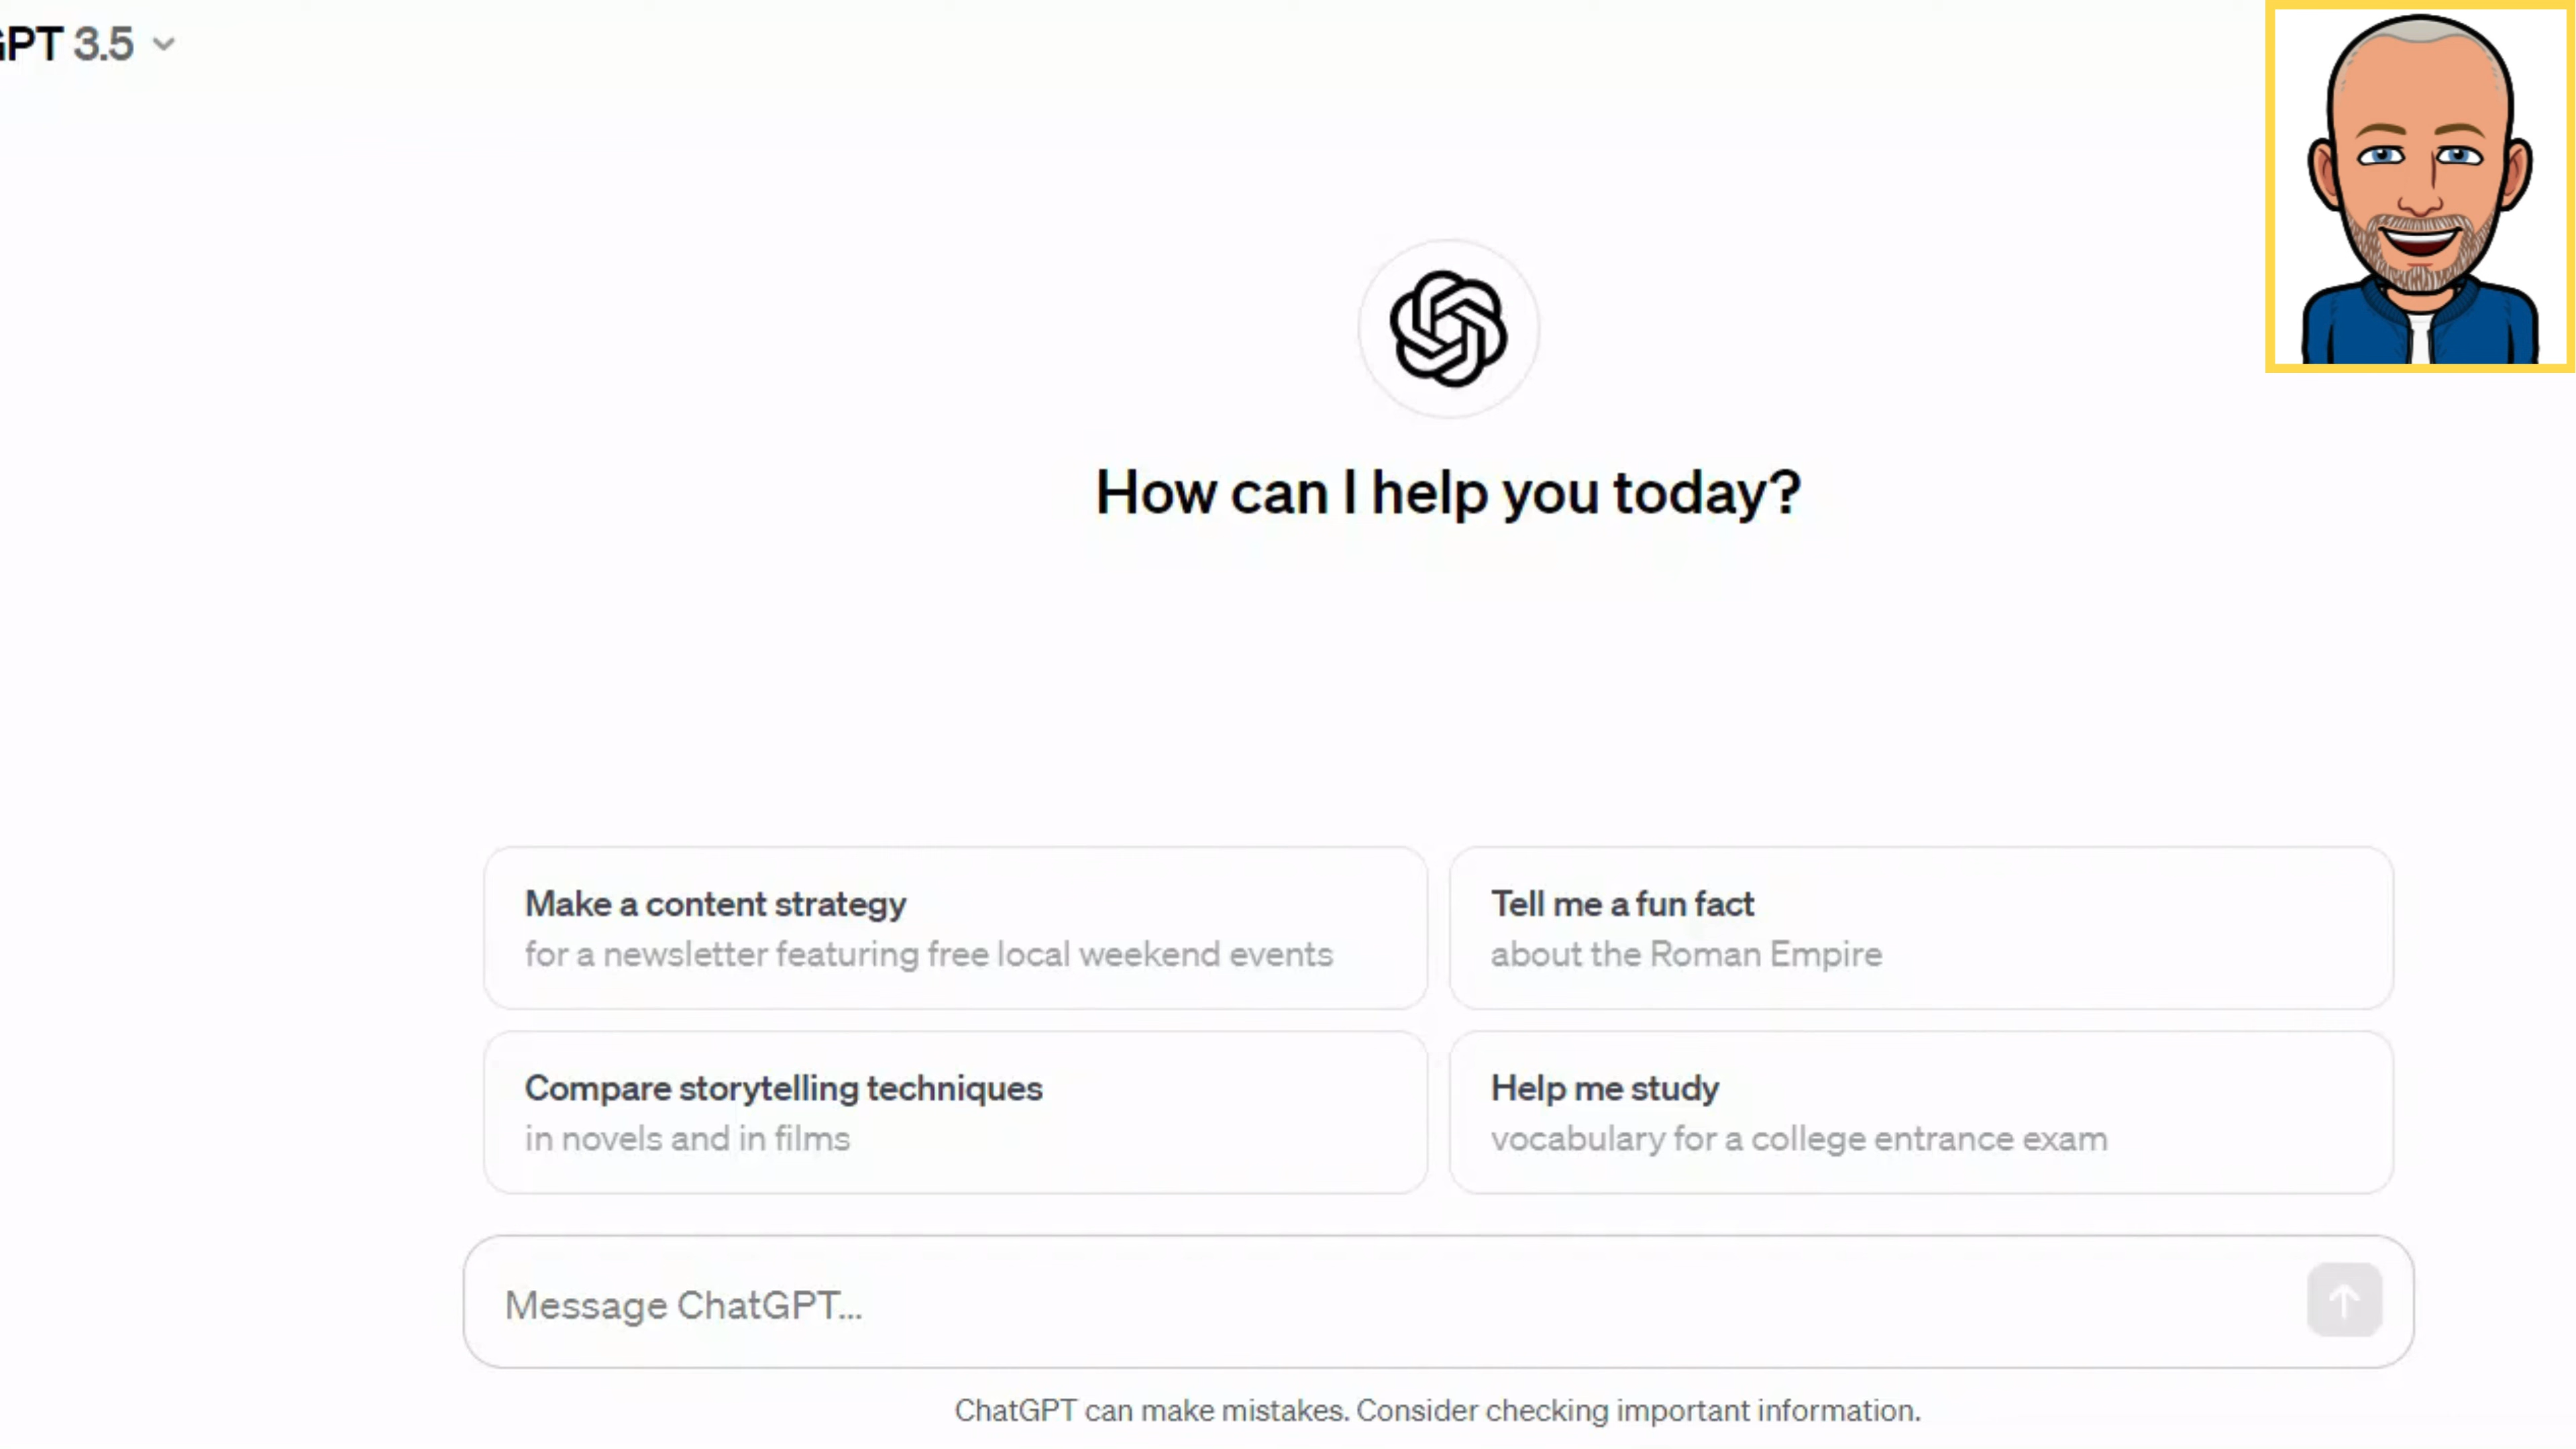 GPT 3.5
How can I help you today?
Make a content strategy
for a newsletter featuring free local weekend events
Tell me a fun fact
about the Roman Empire
Compare storytelling techniques
in novels and in films
Help me study
vocabulary for a college entrance exam
Message ChatGPT...
ChatGPT can make mistakes. Consider checking important information.